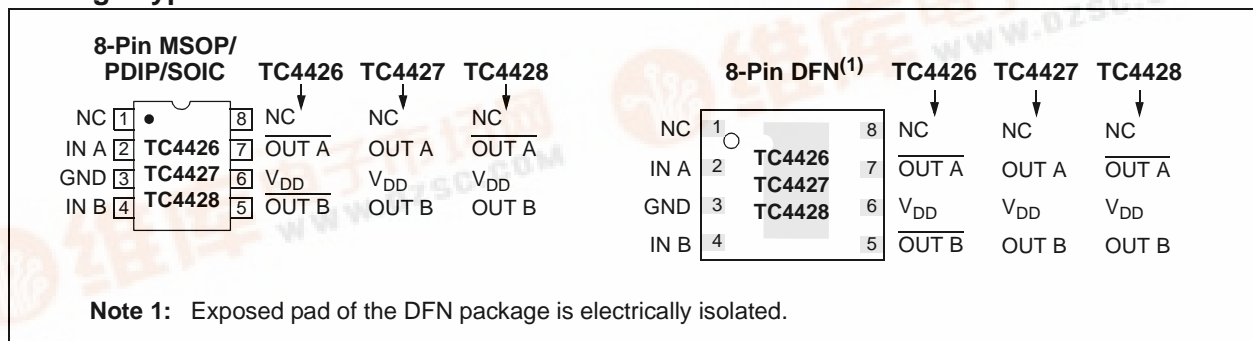 8-Pin MSOP/
PDIP/SOIC TC4426 TC4427 TC4428
NC 1 8 NC NC NC
IN A 2 TC4426 7 OUT A OUT A OUT A
GND 3 TC4427 6 VDD VDD VDD
IN B 4 TC4428 5 OUT B OUT B OUT B
8-Pin DFN(1) TC4426 TC4427 TC4428
NC 1 8 NC NC NC
IN A 2 TC4426 7 OUT A OUT A OUT A
TC4427
GND 3 TC4428 6 VDD VDD VDD
IN B 4 5 OUT B OUT B OUT B
Note 1: Exposed pad of the DFN package is electrically isolated.